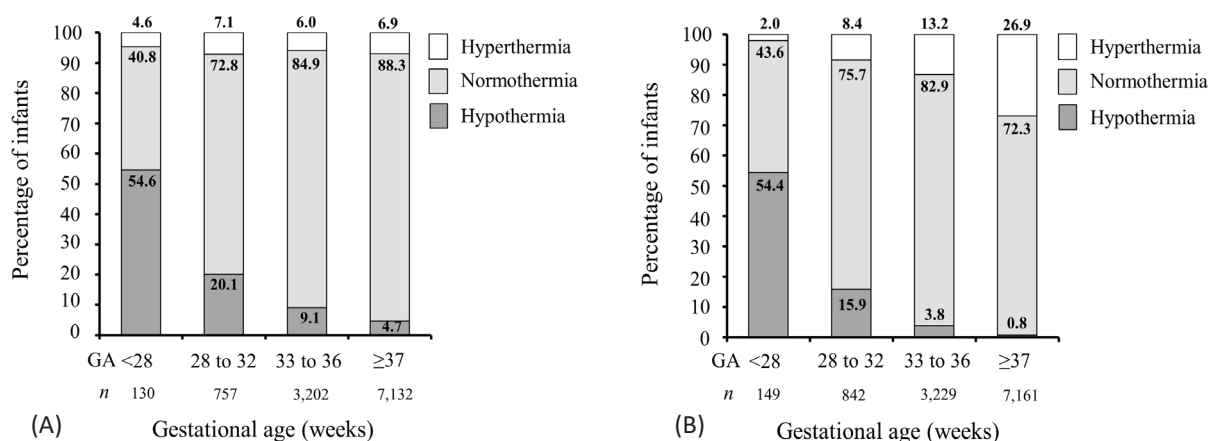 4.6 7.1 6.0 6.9
100
90
80
70
60
50
40
30
20
10
0
Percentage of infants
40.8 72.8 84.9 88.3
54.6 20.1 9.1 4.7
Hyperthermia
Normothermia
Hypothermia
GA <28 28 to 32 33 to 36 ≥37
n 130 757 3,202 7,132
(A) Gestational age (weeks)
2.0 8.4 13.2 26.9
100
90
80
70
60
50
40
30
20
10
0
Percentage of infants
43.6 75.7 82.9 72.3
54.4 15.9 3.8 0.8
Hyperthermia
Normothermia
Hypothermia
GA <28 28 to 32 33 to 36 ≥37
n 149 842 3,229 7,161
(B) Gestational age (weeks)